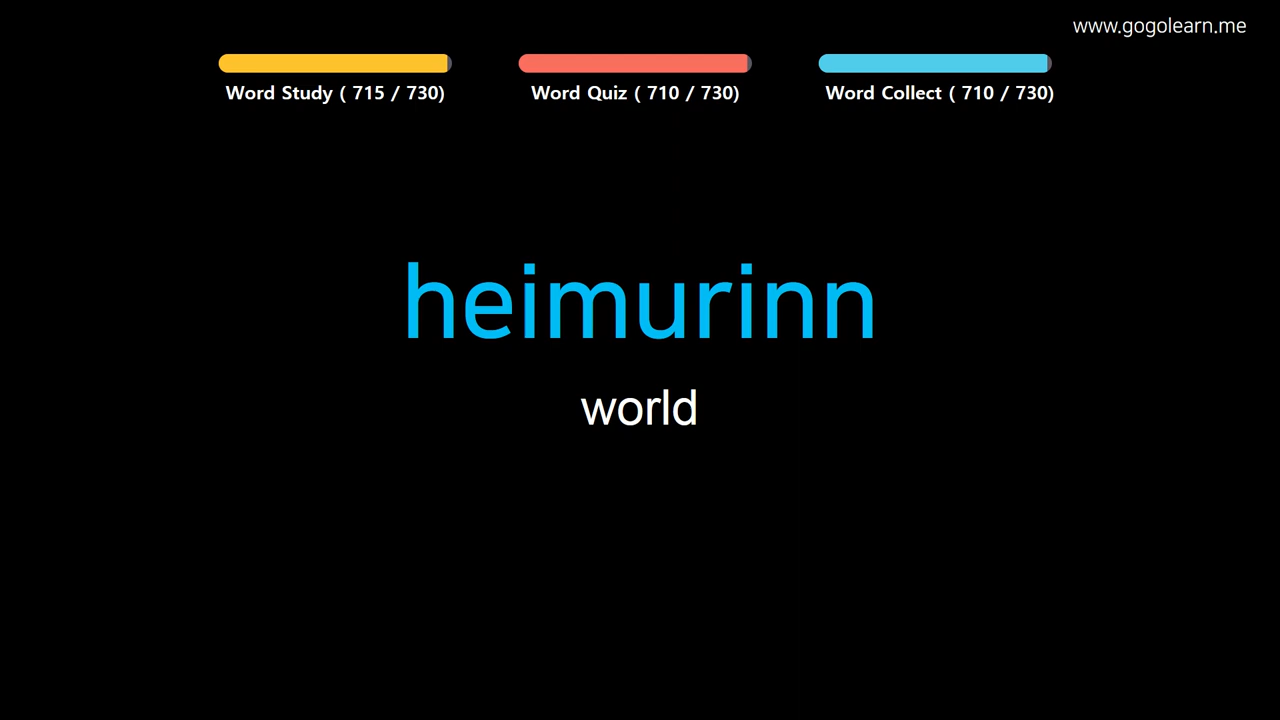 www.gogolearn.me
Word Study ( 715 / 730)
Word Quiz ( 710 / 730)
Word Collect ( 710 / 730)
heimurinn
world